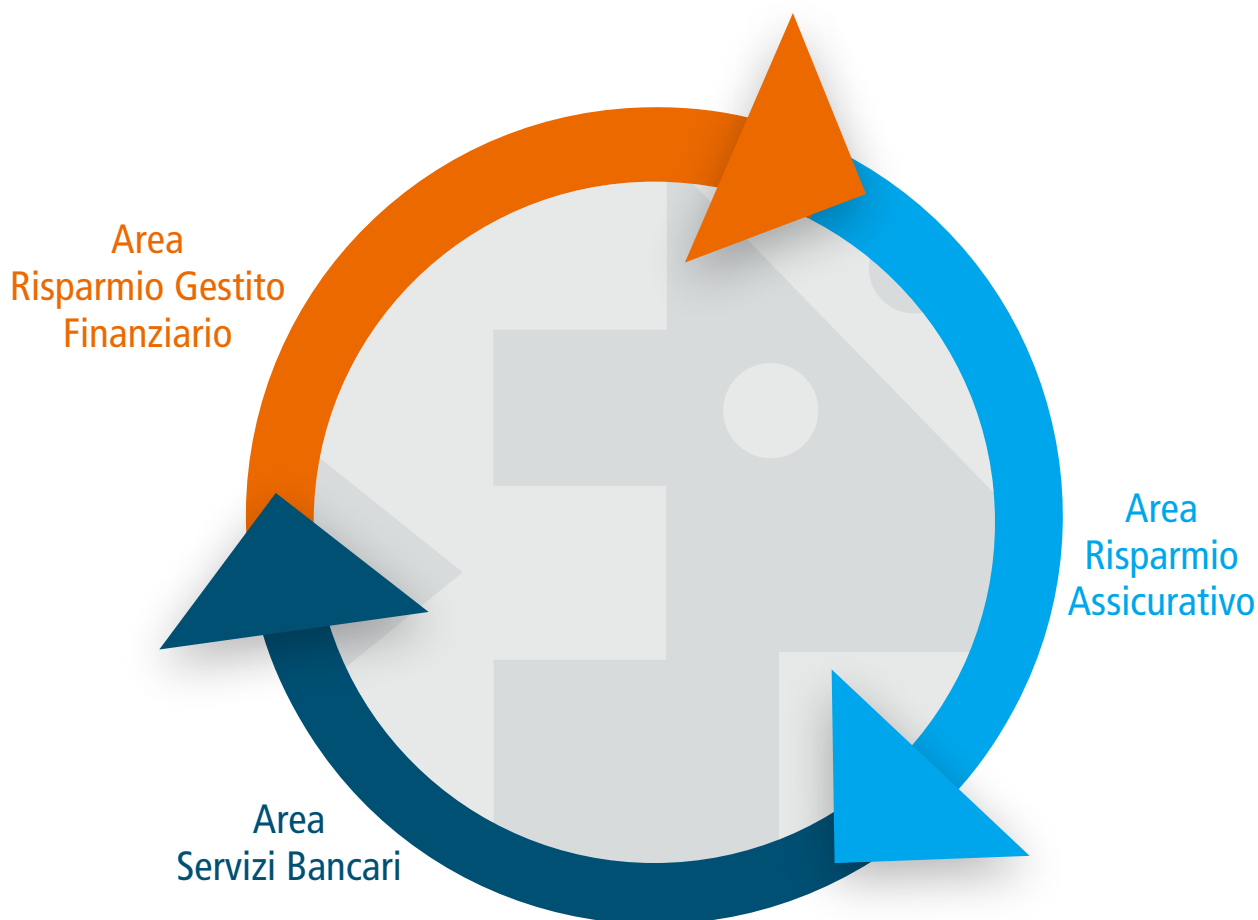 Area
Risparmio Gestito
Finanziario
Area
Risparmio
Assicurativo
Area
Servizi Bancari